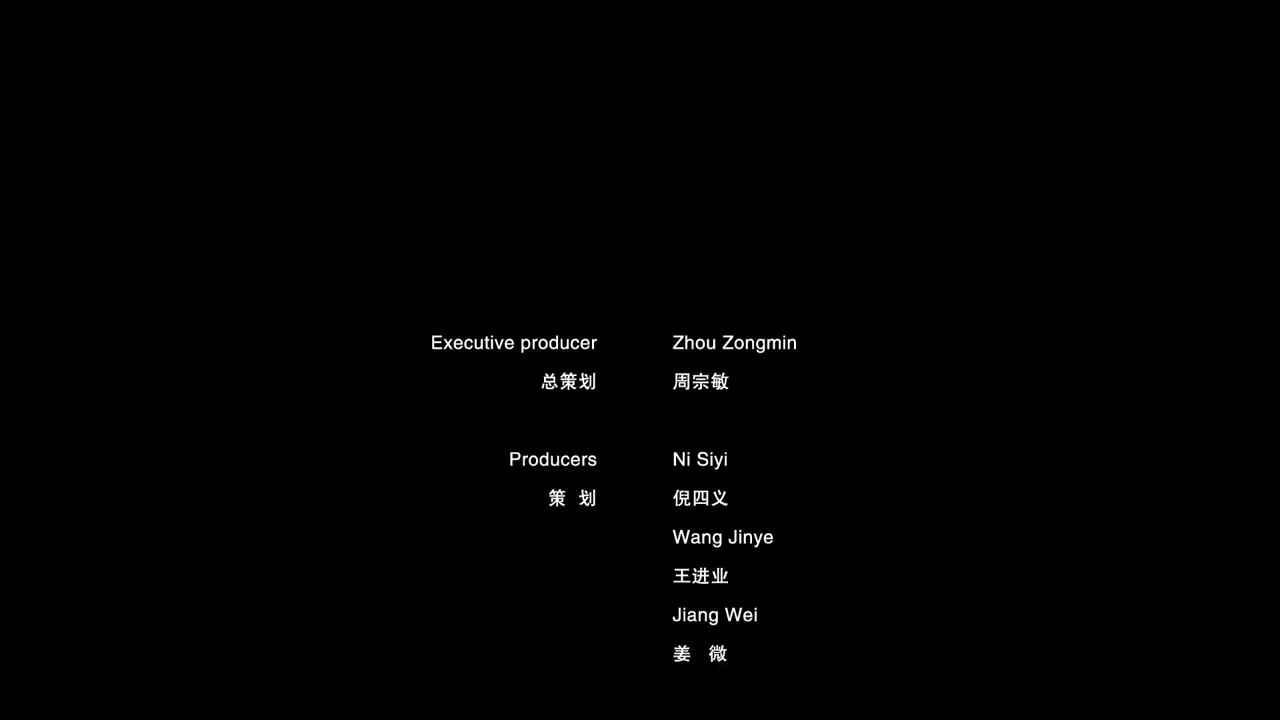 Executive producer Zhou Zongmin
总策划 周宗敏
Producers Ni Siyi
策 划 倪四义
Wang Jinye
王进业
Jiang Wei
姜 微